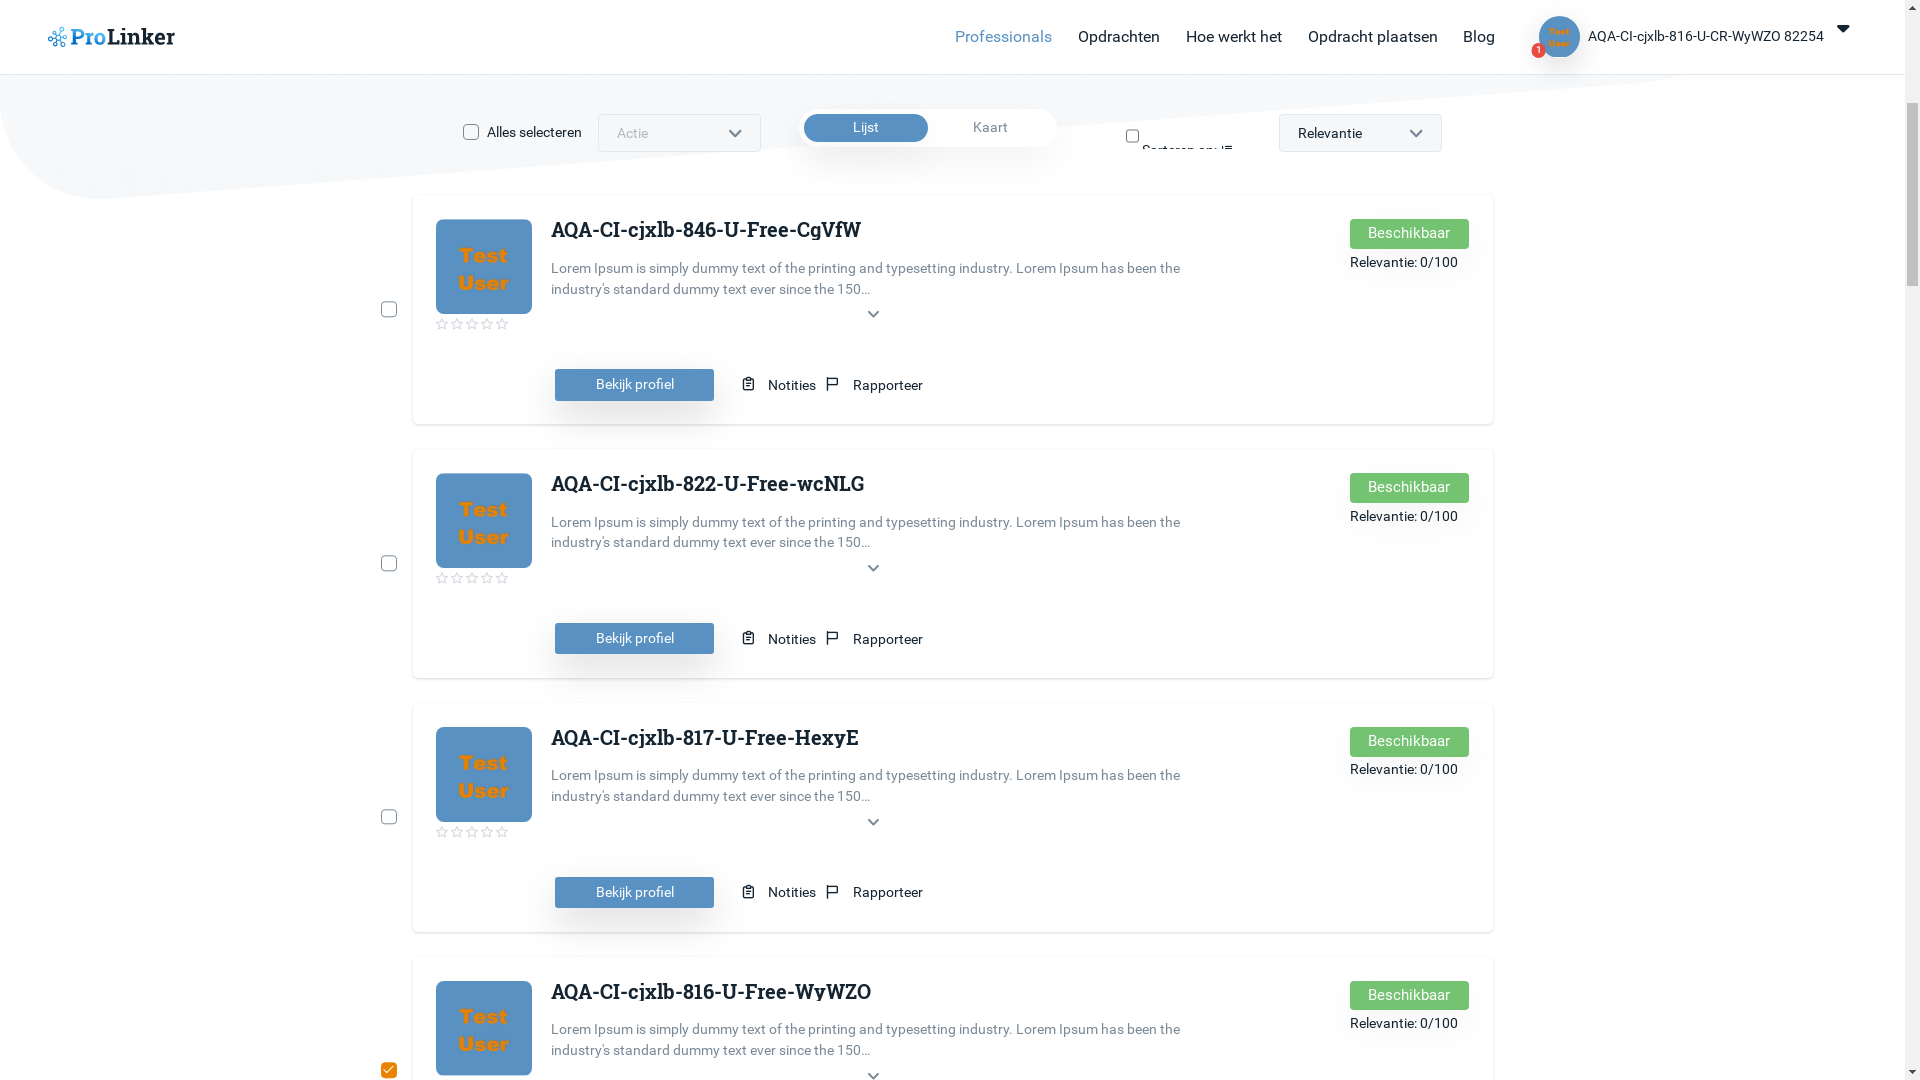 ProLinker
Professionals Opdrachten Hoe werkt het Opdracht plaatsen Blog
1 Test User AQA-CI-cjxlb-816-U-CR-WyWZO 82254
Alles selecteren Actie Lijst Kaart Sorteren op: Relevantie
Test User
AQA-CI-cjxlb-846-U-Free-CgVfW
Beschikbaar
Relevantie: 0/100
Lorem Ipsum is simply dummy text of the printing and typesetting industry. Lorem Ipsum has been the
industry's standard dummy text ever since the 150...
Bekijk profiel Notities Rapporteer
Test User
AQA-CI-cjxlb-822-U-Free-wcNLG
Beschikbaar
Relevantie: 0/100
Lorem Ipsum is simply dummy text of the printing and typesetting industry. Lorem Ipsum has been the
industry's standard dummy text ever since the 150...
Bekijk profiel Notities Rapporteer
Test User
AQA-CI-cjxlb-817-U-Free-HexyE
Beschikbaar
Relevantie: 0/100
Lorem Ipsum is simply dummy text of the printing and typesetting industry. Lorem Ipsum has been the
industry's standard dummy text ever since the 150...
Bekijk profiel Notities Rapporteer
Test User
AQA-CI-cjxlb-816-U-Free-WyWZO
Beschikbaar
Relevantie: 0/100
Lorem Ipsum is simply dummy text of the printing and typesetting industry. Lorem Ipsum has been the
industry's standard dummy text ever since the 150...